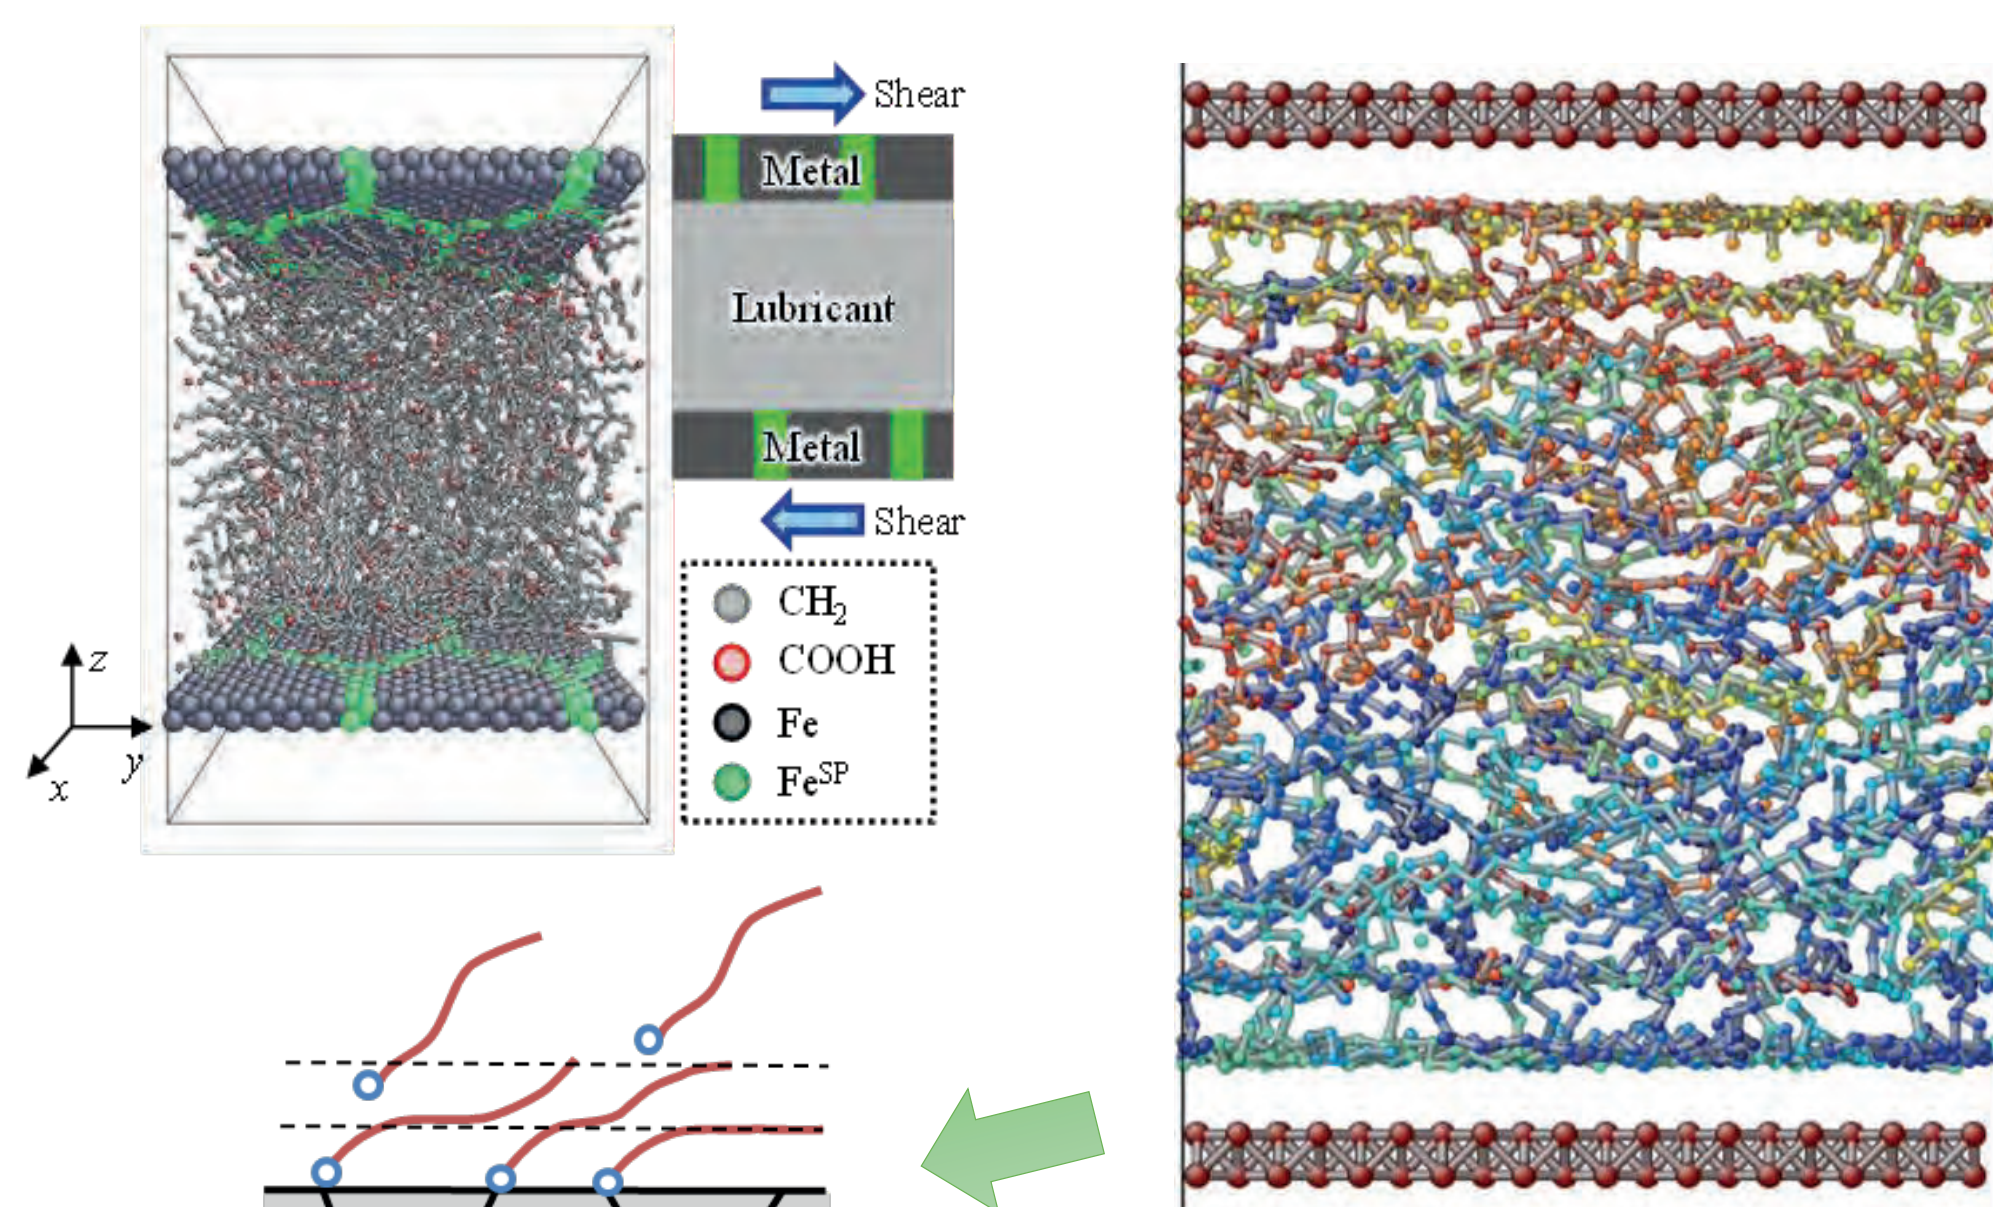 Shear
Metal
Lubricant
Metal
Shear
CH₂
COOH
Fe
Feˢᴾ
z
y
x